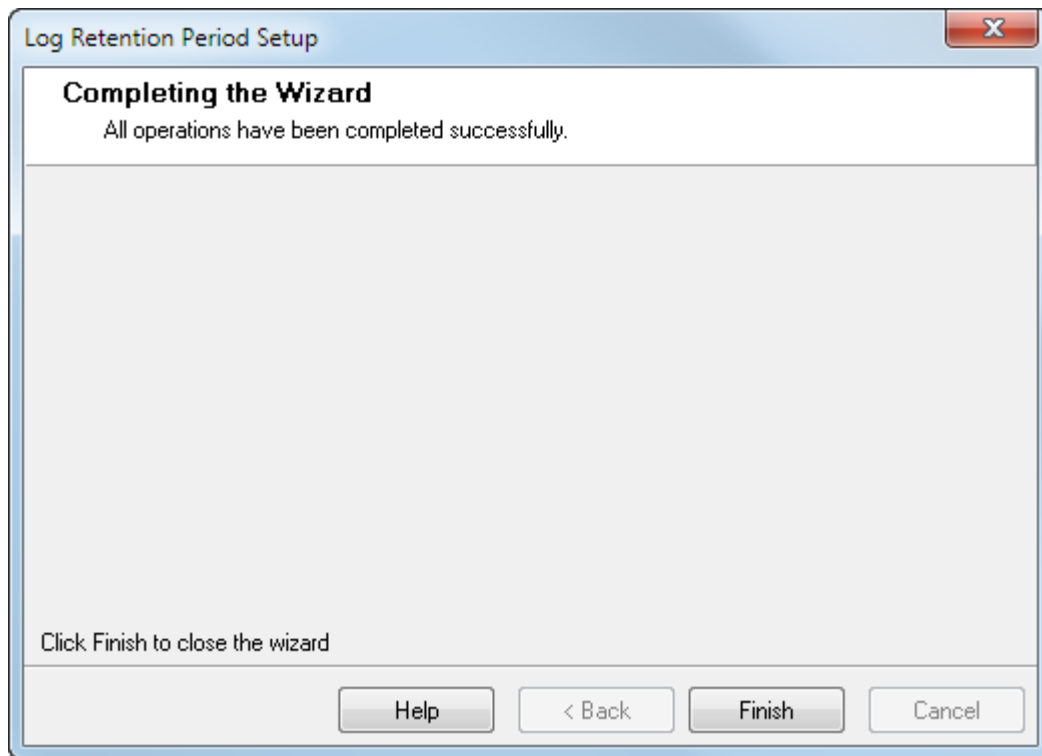 Log Retention Period Setup
Completing the Wizard
All operations have been completed successfully.
Click Finish to close the wizard
Help
< Back
Finish
Cancel